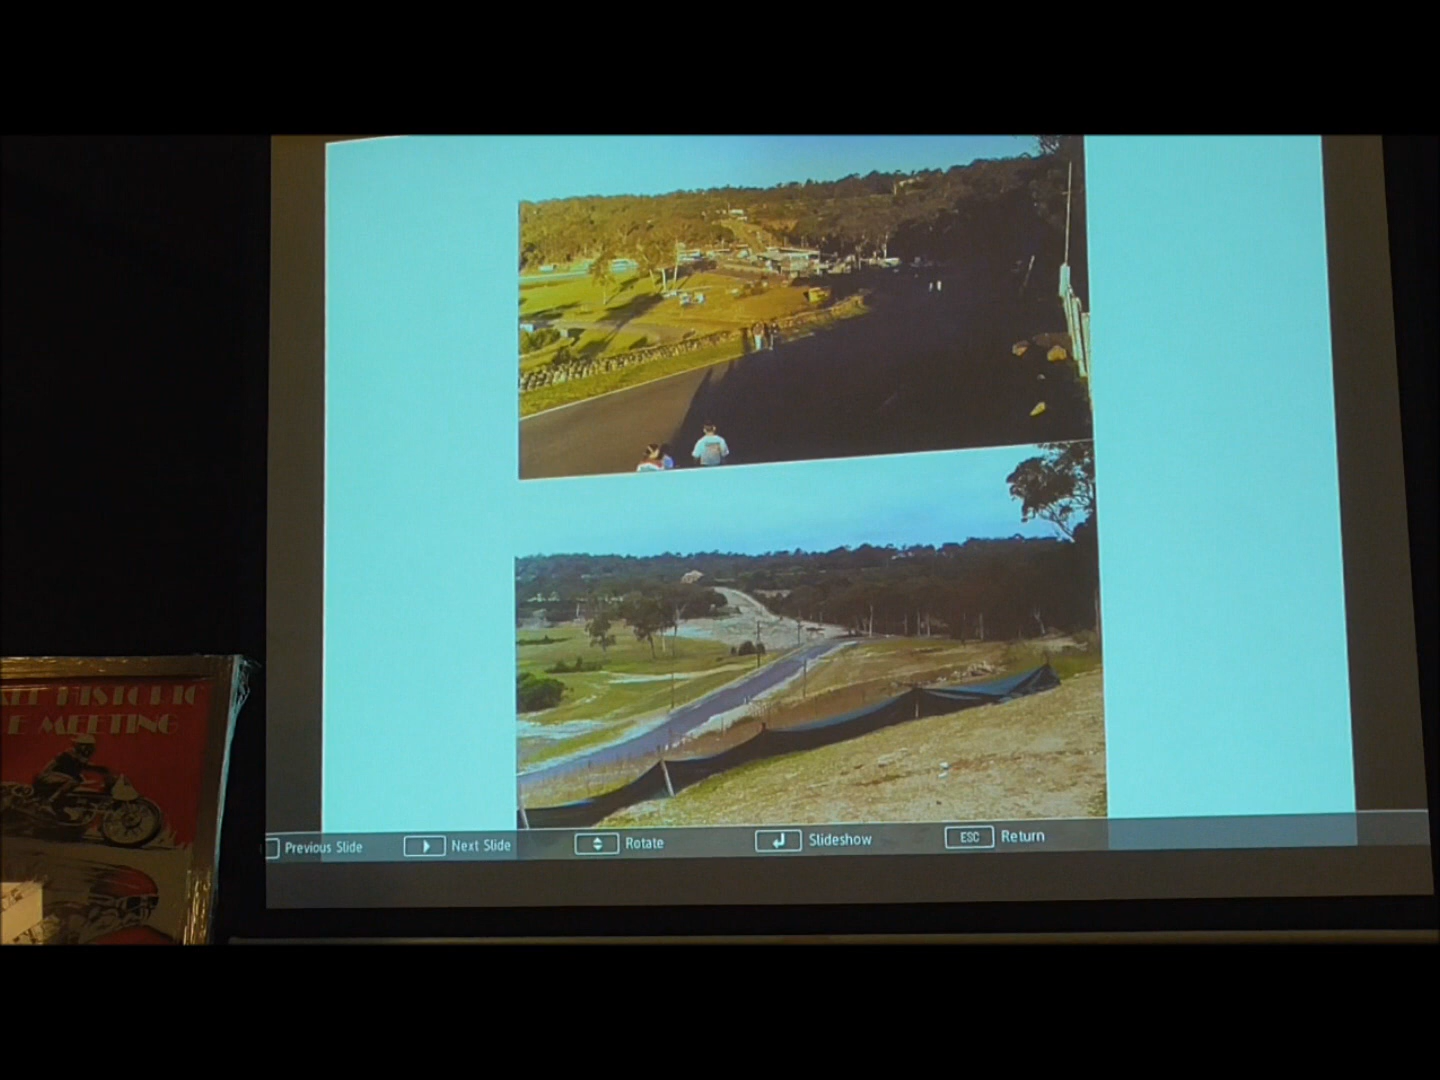 HISTORIC
E MEETING
Previous Slide
Next Slide
Rotate
Slideshow
ESC
Return